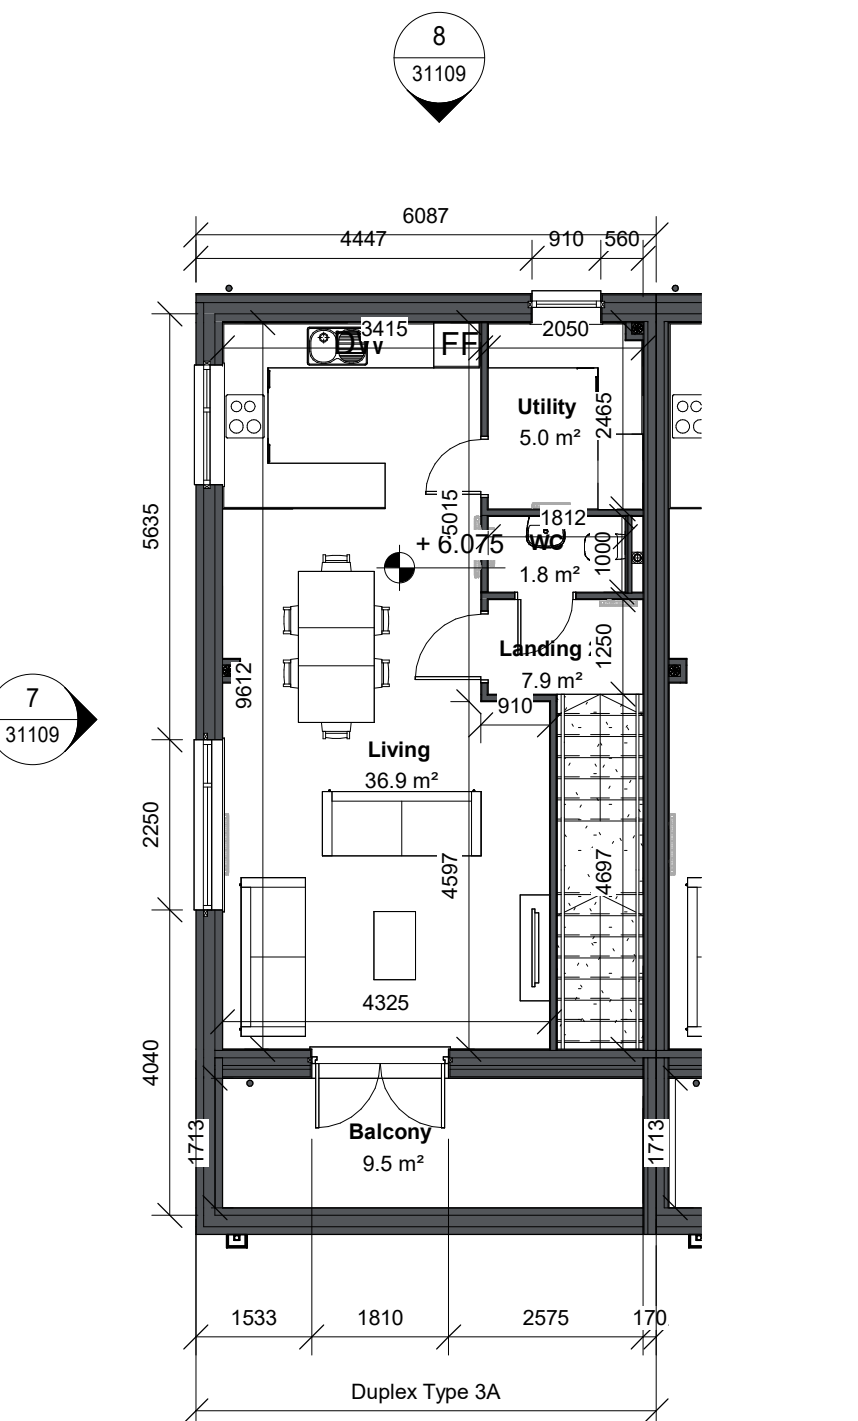 8
31109
6087
4447 910 560
3415 2050
DW FF
Utility
5.0 m²
2465
5635
5015
1812
+ 6.075 WC
1000
1.8 m²
Landing
1250
7.9 m²
9612
7
31109
910
Living
36.9 m²
2250
4597
4697
4325
4040
1713
Balcony
1713
9.5 m²
1533 1810 2575 170
Duplex Type 3A